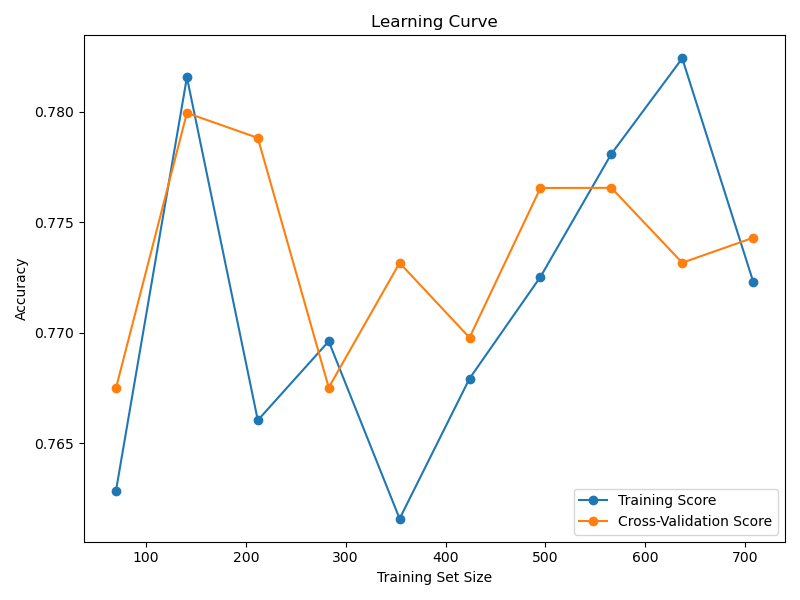 Learning Curve
0.780
0.775
0.770
0.765
Accuracy
100 200 300 400 500 600 700
Training Set Size
Training Score
Cross-Validation Score